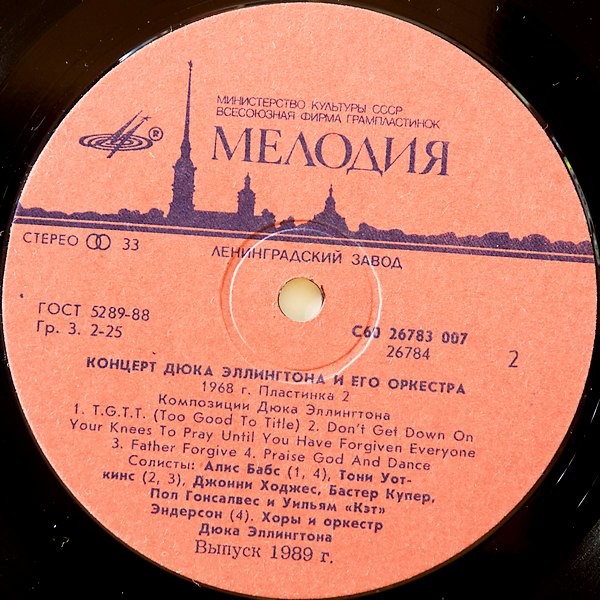 МИНИСТЕРСТВО КУЛЬТУРЫ СССР
ВСЕСОЮЗНАЯ ФИРМА ГРАМПЛАСТИНОК
®
МЕЛОДИЯ
СТЕРЕО 33
ЛЕНИНГРАДСКИЙ ЗАВОД
ГОСТ 5289-88
Гр. 3. 2-25
С60 26783 007
26784
2
КОНЦЕРТ ДЮКА ЭЛЛИНГТОНА И ЕГО ОРКЕСТРА
1968 г. Пластинка 2
Композиции Дюка Эллингтона
1. T.G.T.T. (Too Good To Title) 2. Don't Get Down On
Your Knees To Pray Until You Have Forgiven Everyone
3. Father Forgive 4. Praise God And Dance
Солисты: Алис Бабс (1, 4), Тони Уот-
кинс (2, 3), Джонни Ходжес, Бастер Купер,
Пол Гонсалвес и Уильям «Кэт»
Эндерсон (4). Хоры и оркестр
Дюка Эллингтона
Выпуск 1989 г.